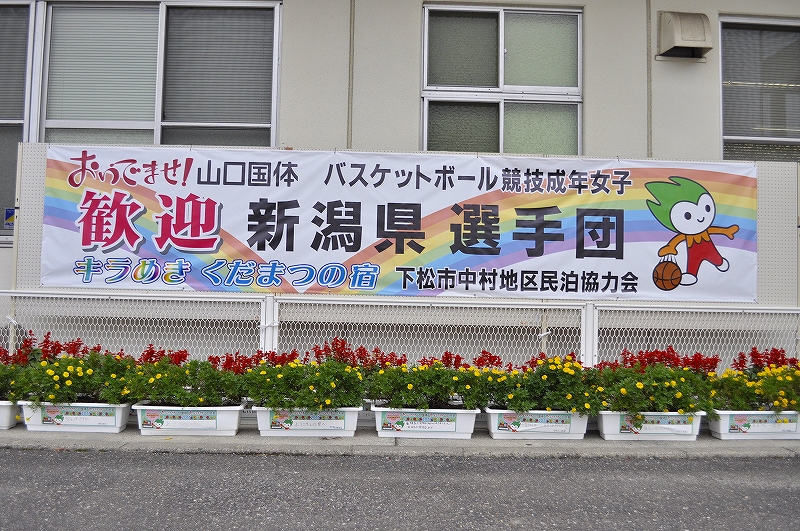 おいでませ!山口国体 バスケットボール競技成年女子
歓迎 新潟県 選手団
キラめき くだまつの宿 下松市中村地区民泊協力会